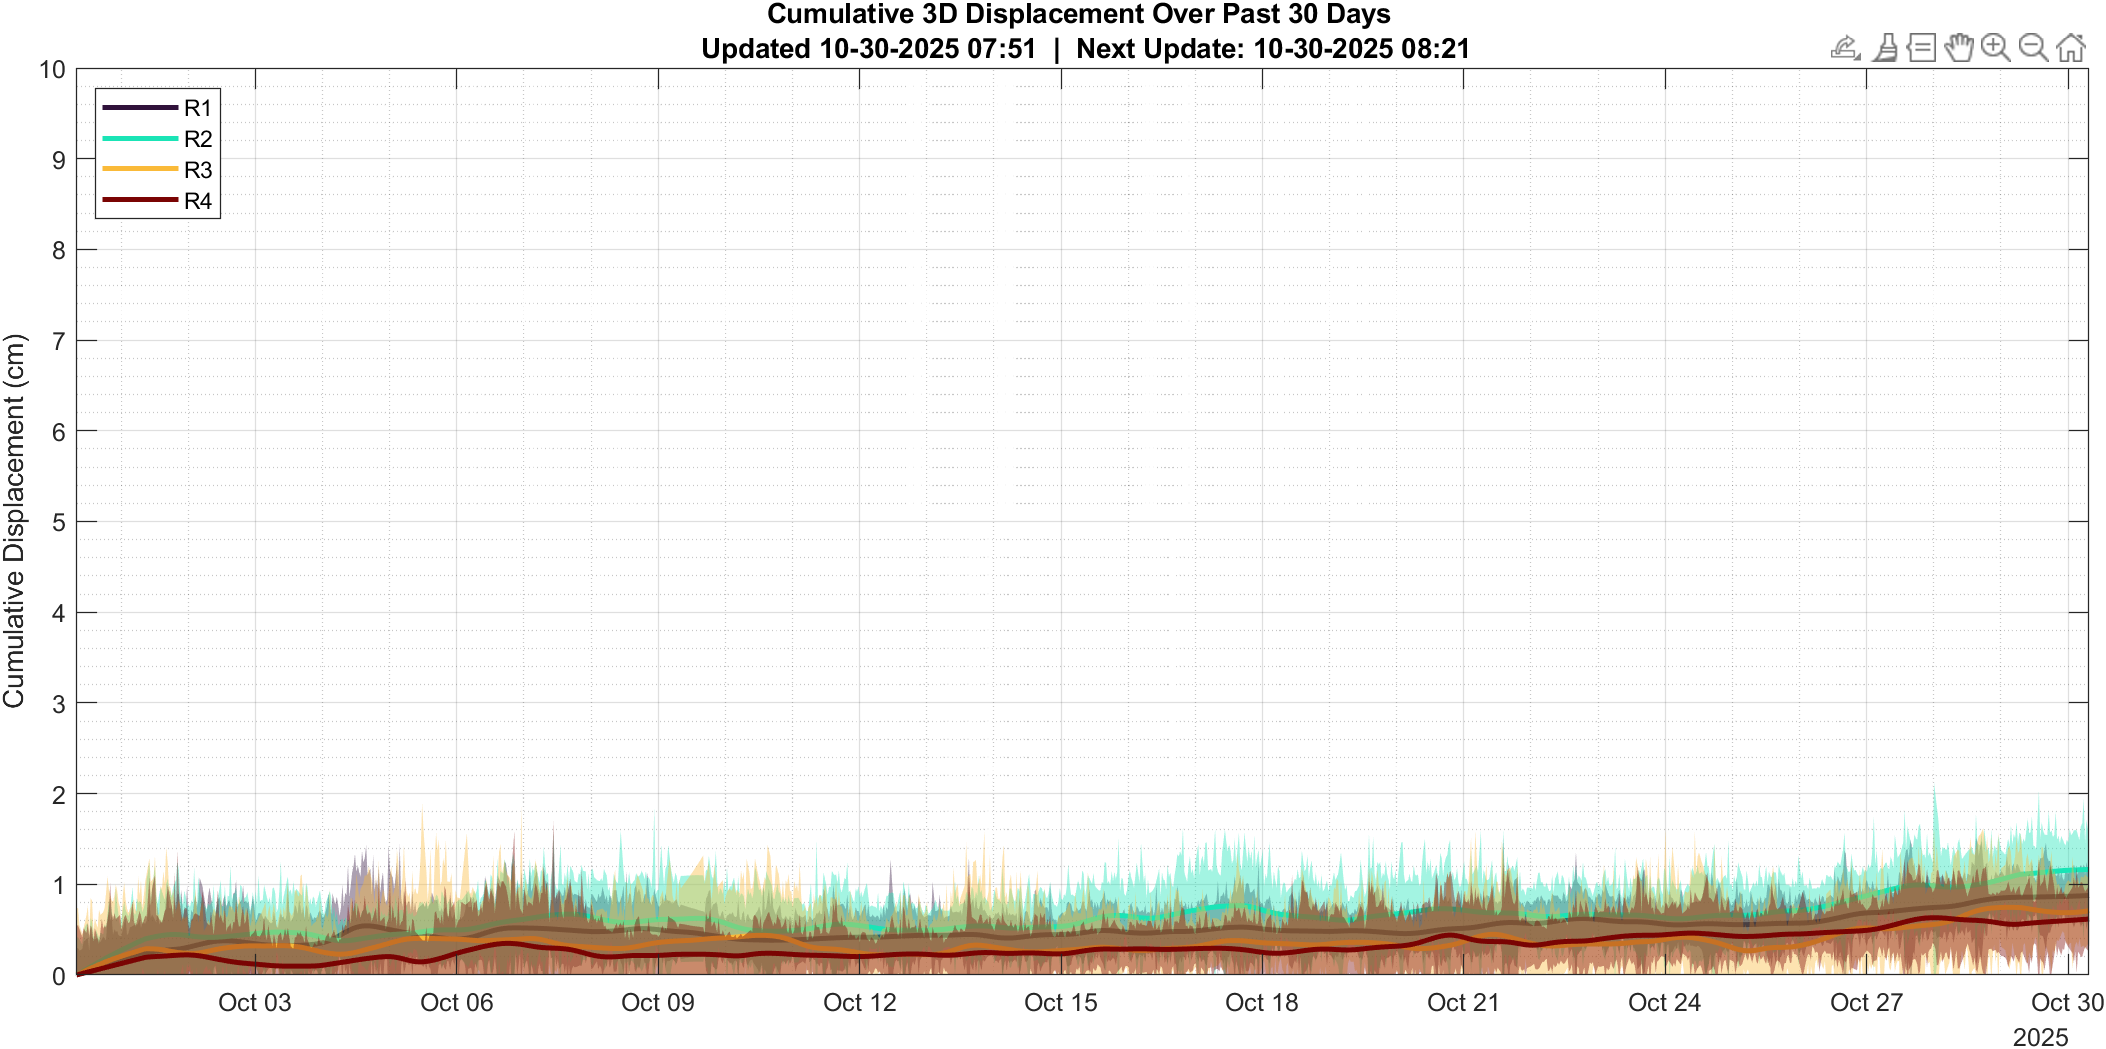 Cumulative 3D Displacement Over Past 30 Days
Updated 10-30-2025 07:51 | Next Update: 10-30-2025 08:21
R1
R2
R3
R4
Cumulative Displacement (cm)
10
9
8
7
6
5
4
3
2
1
0
Oct 03 Oct 06 Oct 09 Oct 12 Oct 15 Oct 18 Oct 21 Oct 24 Oct 27 Oct 30
2025